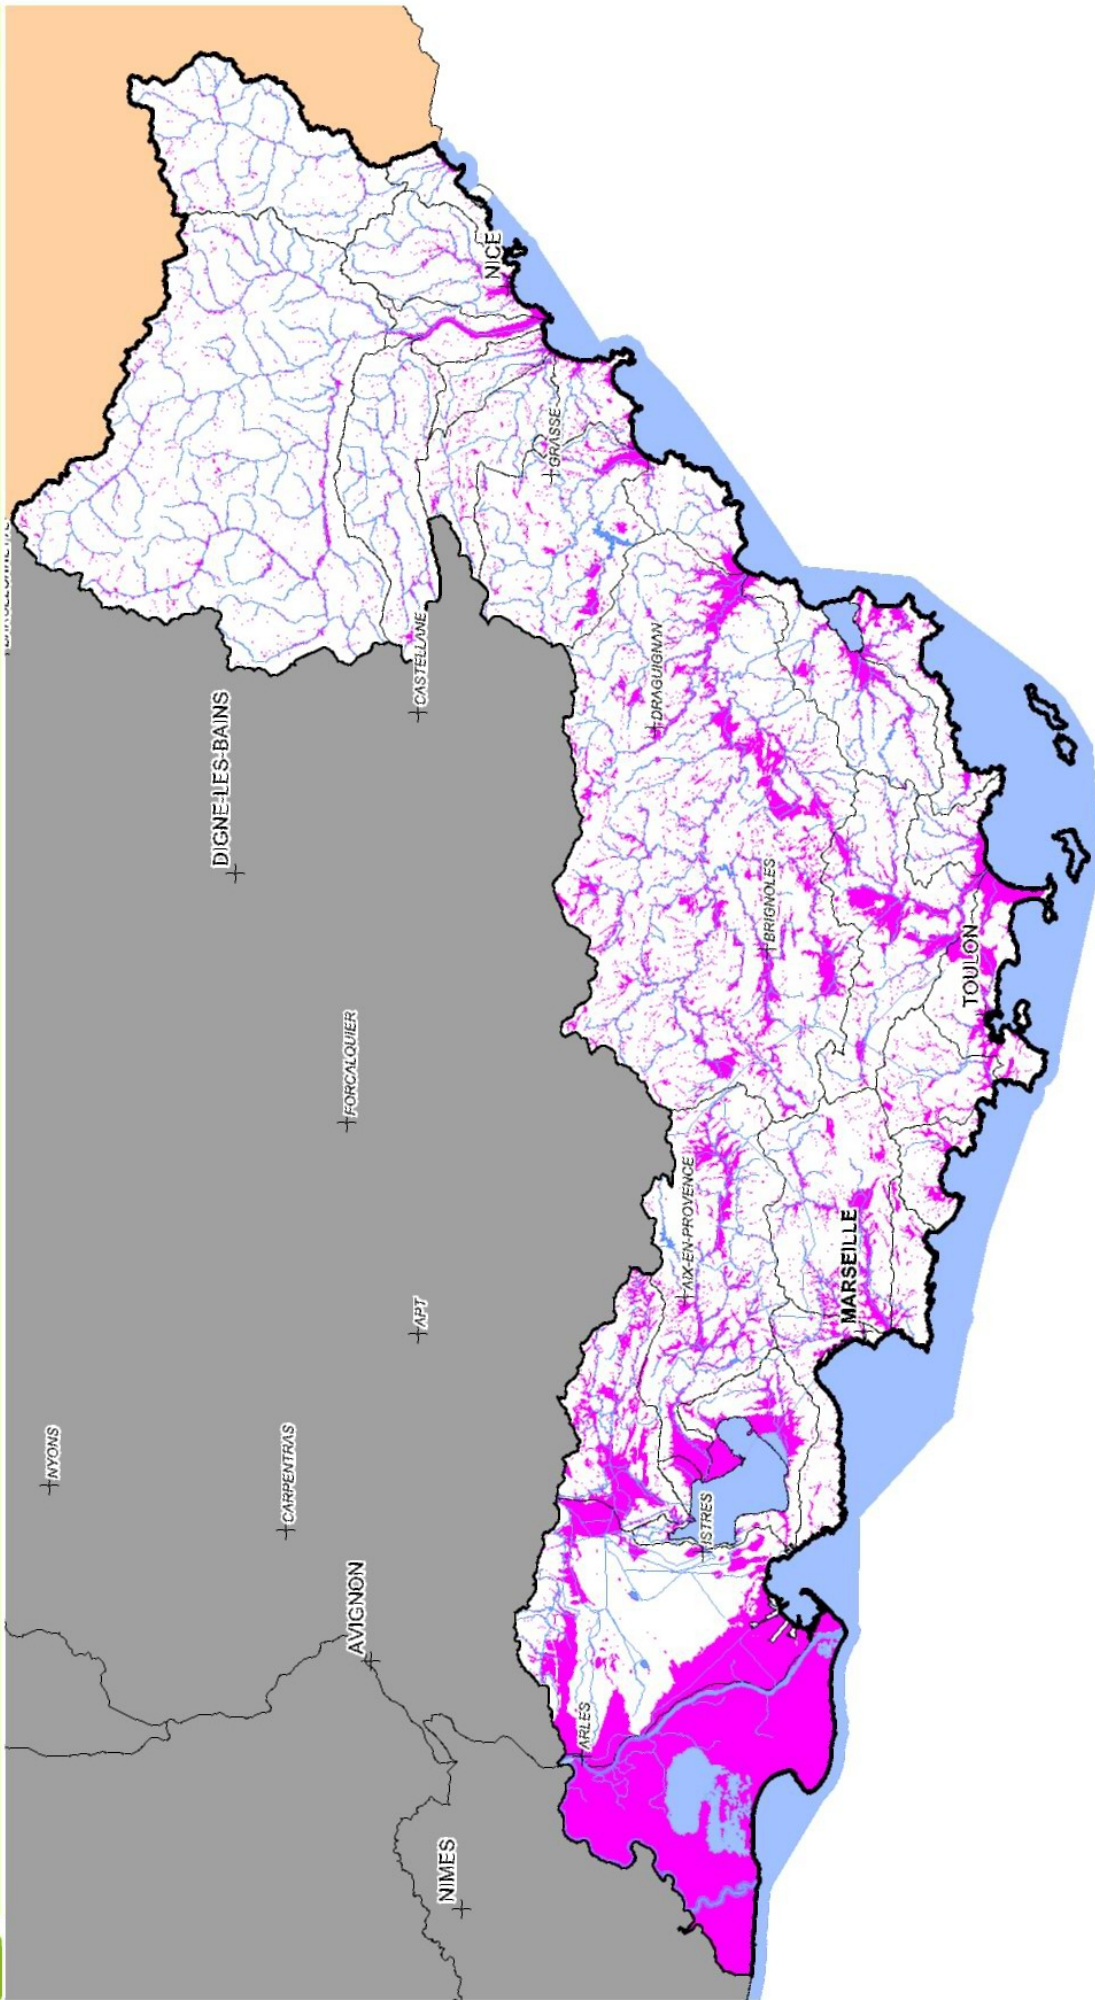 DIGNE-LES-BAINS
CASTELLANE
NICE
GRASSE
DRAGUIGNAN
BRIGNOLES
TOULON
FORCALQUIER
AIX-EN-PROVENCE
MARSEILLE
APT
NYONS
CARPENTRAS
ISTRES
AVIGNON
ARLES
NIMES